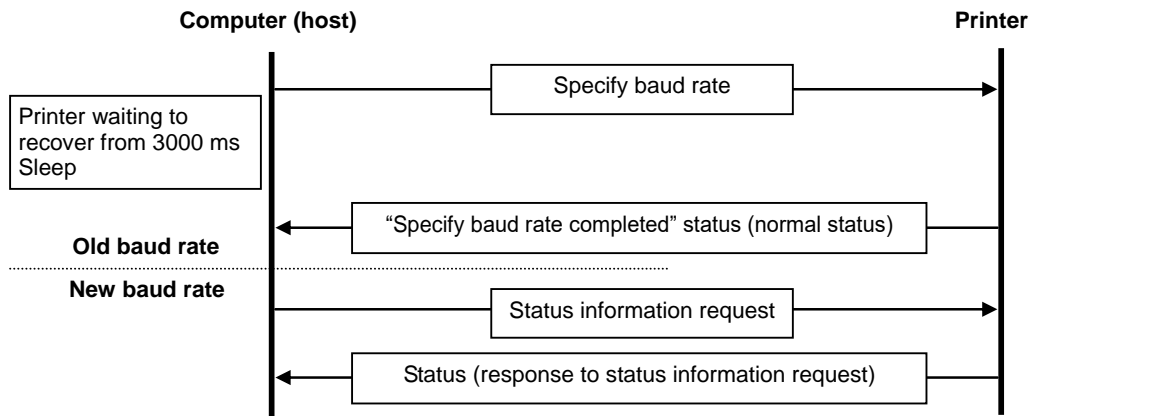 Computer (host)
Printer
Specify baud rate
Printer waiting to
recover from 3000 ms
Sleep
“Specify baud rate completed” status (normal status)
Old baud rate
New baud rate
Status information request
Status (response to status information request)